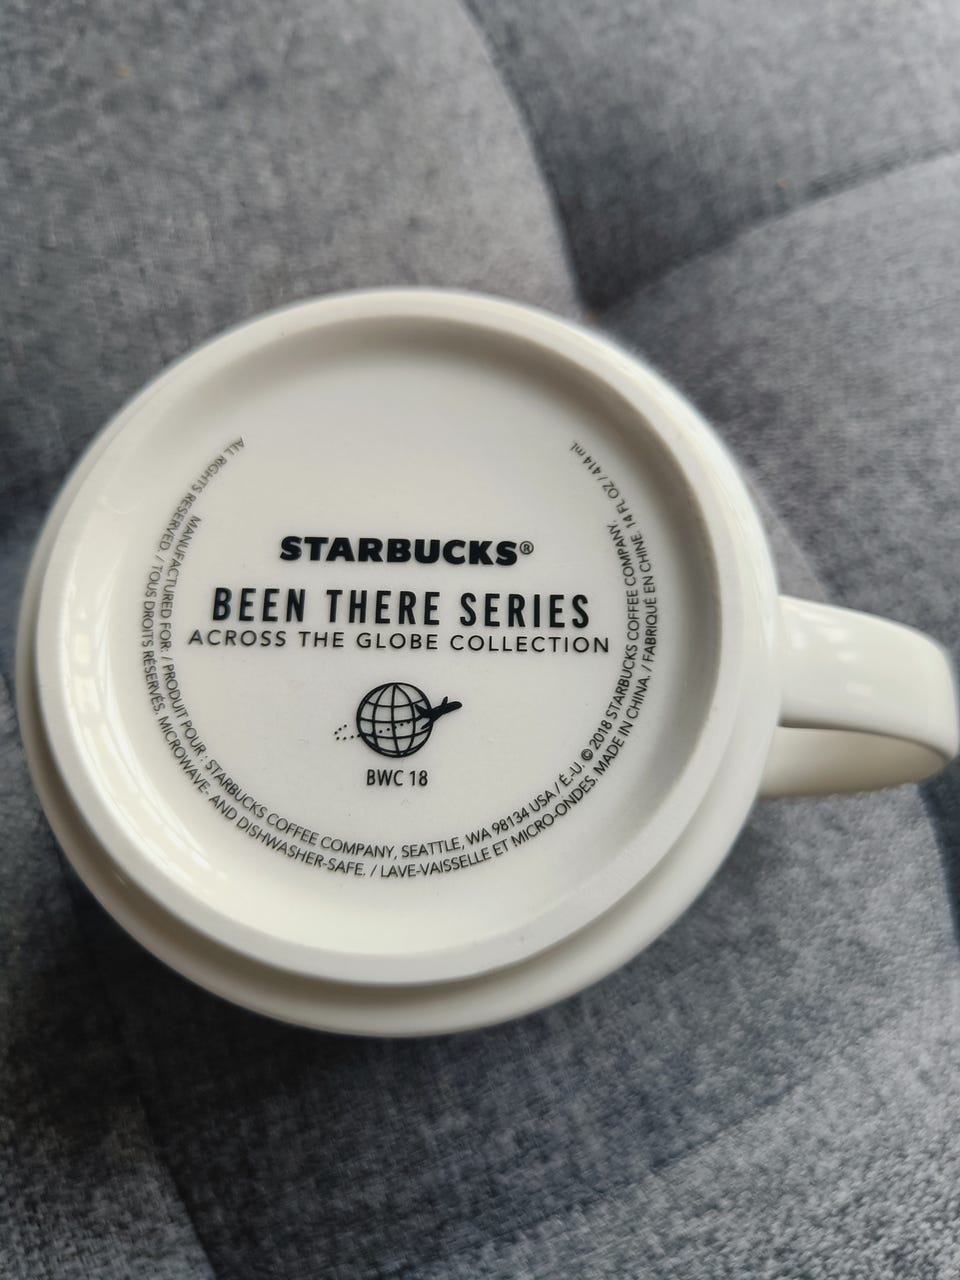 STARBUCKS®
BEEN THERE SERIES
ACROSS THE GLOBE COLLECTION
BWC 18
MANUFACTURED FOR: / PRODUIT POUR : STARBUCKS COFFEE COMPANY, SEATTLE, WA 98134 USA / É.-U. © 2018 STARBUCKS COFFEE COMPANY.
ALL RIGHTS RESERVED. / TOUS DROITS RÉSERVÉS. MICROWAVE- AND DISHWASHER-SAFE. / LAVE-VAISSELLE ET MICRO-ONDES. MADE IN CHINA. / FABRIQUÉ EN CHINE. 14 FL OZ / 414 mL